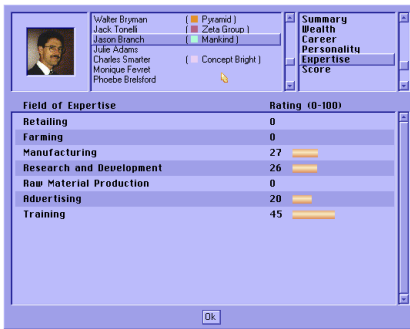 Walter Bryman ( Pyramid )
Jack Tonelli ( Zeta Group )
Jason Branch ( Mankind )
Julie Adams
Charles Smarter ( Concept Bright )
Monique Fevret
Phoebe Brelsford
Summary
Wealth
Career
Personality
Expertise
Score
Field of Expertise Rating (0-100)
Retailing 0
Farming 0
Manufacturing 27
Research and Development 26
Raw Material Production 0
Advertising 20
Training 45
Ok